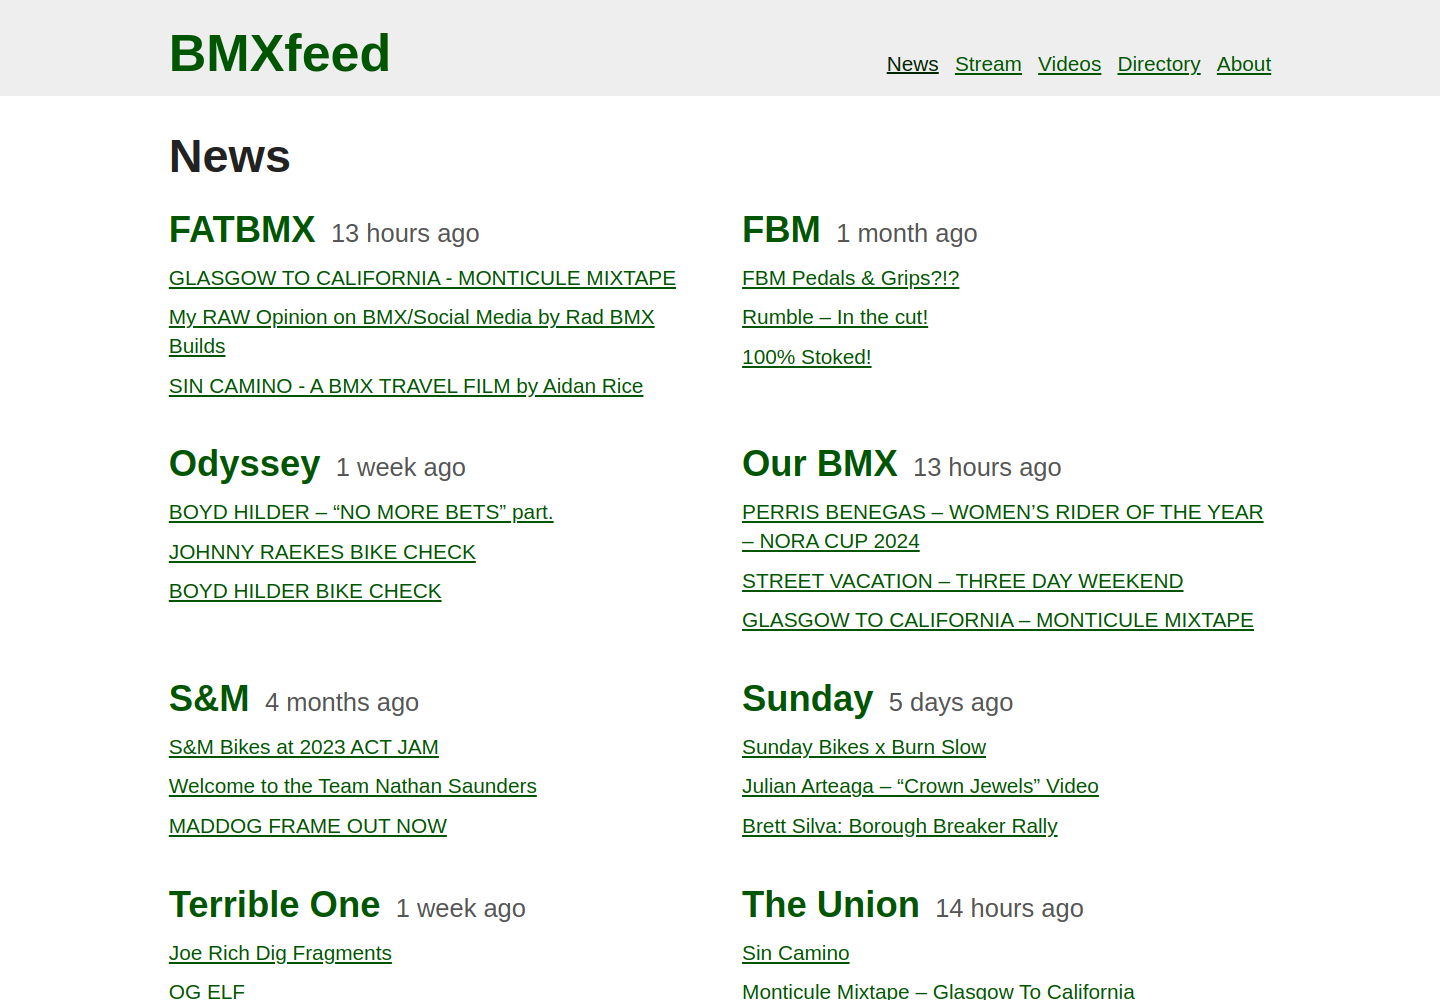 BMXfeed
News Stream Videos Directory About
News
FATBMX 13 hours ago
GLASGOW TO CALIFORNIA - MONTICULE MIXTAPE
My RAW Opinion on BMX/Social Media by Rad BMX
Builds
SIN CAMINO - A BMX TRAVEL FILM by Aidan Rice
FBM 1 month ago
FBM Pedals & Grips?!?
Rumble – In the cut!
100% Stoked!
Odyssey 1 week ago
BOYD HILDER – “NO MORE BETS” part.
JOHNNY RAEKES BIKE CHECK
BOYD HILDER BIKE CHECK
Our BMX 13 hours ago
PERRIS BENEGAS – WOMEN’S RIDER OF THE YEAR
– NORA CUP 2024
STREET VACATION – THREE DAY WEEKEND
GLASGOW TO CALIFORNIA – MONTICULE MIXTAPE
S&M 4 months ago
S&M Bikes at 2023 ACT JAM
Welcome to the Team Nathan Saunders
MADDOG FRAME OUT NOW
Sunday 5 days ago
Sunday Bikes x Burn Slow
Julian Arteaga – “Crown Jewels” Video
Brett Silva: Borough Breaker Rally
Terrible One 1 week ago
Joe Rich Dig Fragments
OG ELF
The Union 14 hours ago
Sin Camino
Monticule Mixtape – Glasgow To California